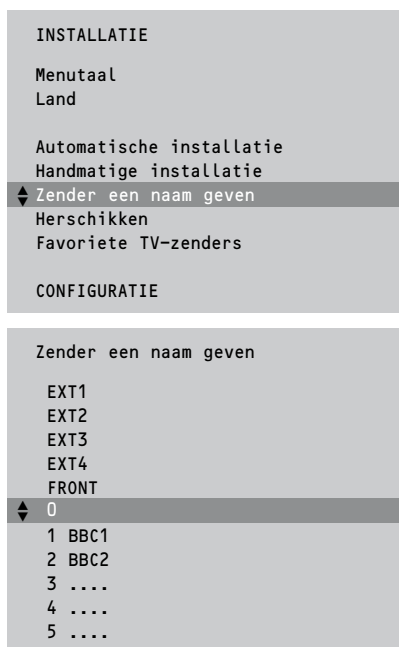 INSTALLATIE
Menutaal
Land
Automatische installatie
Handmatige installatie
Zender een naam geven
Herschikken
Favoriete TV-zenders
CONFIGURATIE
Zender een naam geven
EXT1
EXT2
EXT3
EXT4
FRONT
0
1 BBC1
2 BBC2
3 ....
4 ....
5 ....